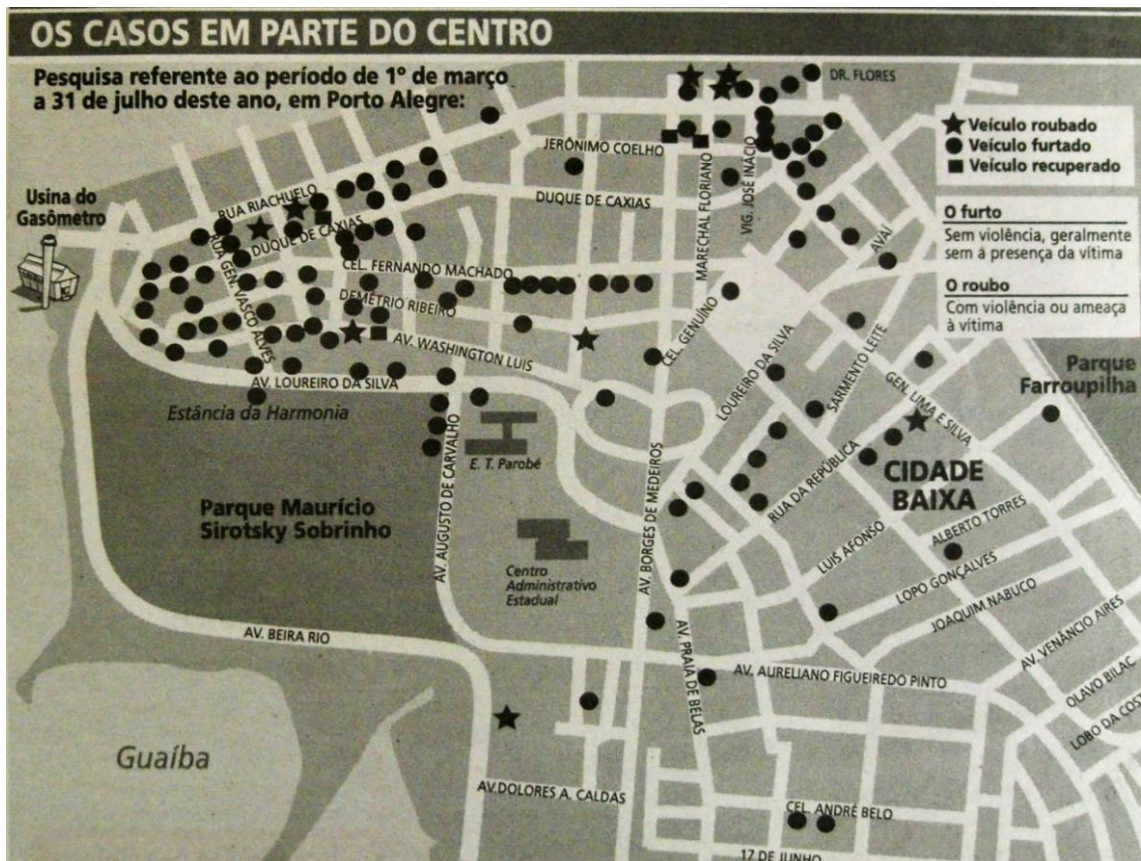 OS CASOS EM PARTE DO CENTRO
Pesquisa referente ao período de 1º de março
a 31 de julho deste ano, em Porto Alegre:
DR. FLORES
Veículo roubado
Veículo furtado
Veículo recuperado
JERÔNIMO COELHO
Usina do
Gasômetro
RUA RIACHUELO
DUQUE DE CAXIAS
DUQUE DE CAXIAS
MARECHAL FLORIANO
VIG. JOSÉ INÁCIO
AVAÍ
O furto
Sem violência, geralmente
sem a presença da vítima
O roubo
Com violência ou ameaça
à vítima
RUA GEN. VASCO ALVES
CEL. FERNANDO MACHADO
DEMÉTRIO RIBEIRO
AV. WASHINGTON LUIS
CEL. GENUÍNO
LOUREIRO DA SILVA
SARMENTO LEITE
GEN. LIMA E SILVA
Parque
Farroupilha
AV. LOUREIRO DA SILVA
Estância da Harmonia
E. T. Parobé
AV. AUGUSTO DE CARVALHO
AV. BORGES DE MEDEIROS
RUA DA REPÚBLICA
CIDADE
BAIXA
Parque Maurício
Sirotsky Sobrinho
Centro
Administrativo
Estadual
LUIS AFONSO
ALBERTO TORRES
LOPO GONÇALVES
JOAQUIM NABUCO
AV. VENÂNCIO AIRES
OLAVO BILAC
LOBO DA COST
AV. BEIRA RIO
AV. PRAIA DE BELAS
AV. AURELIANO FIGUEIREDO PINTO
Guaíba
AV.DOLORES A. CALDAS
CEL. ANDRÉ BELO
17 DE JUNHO